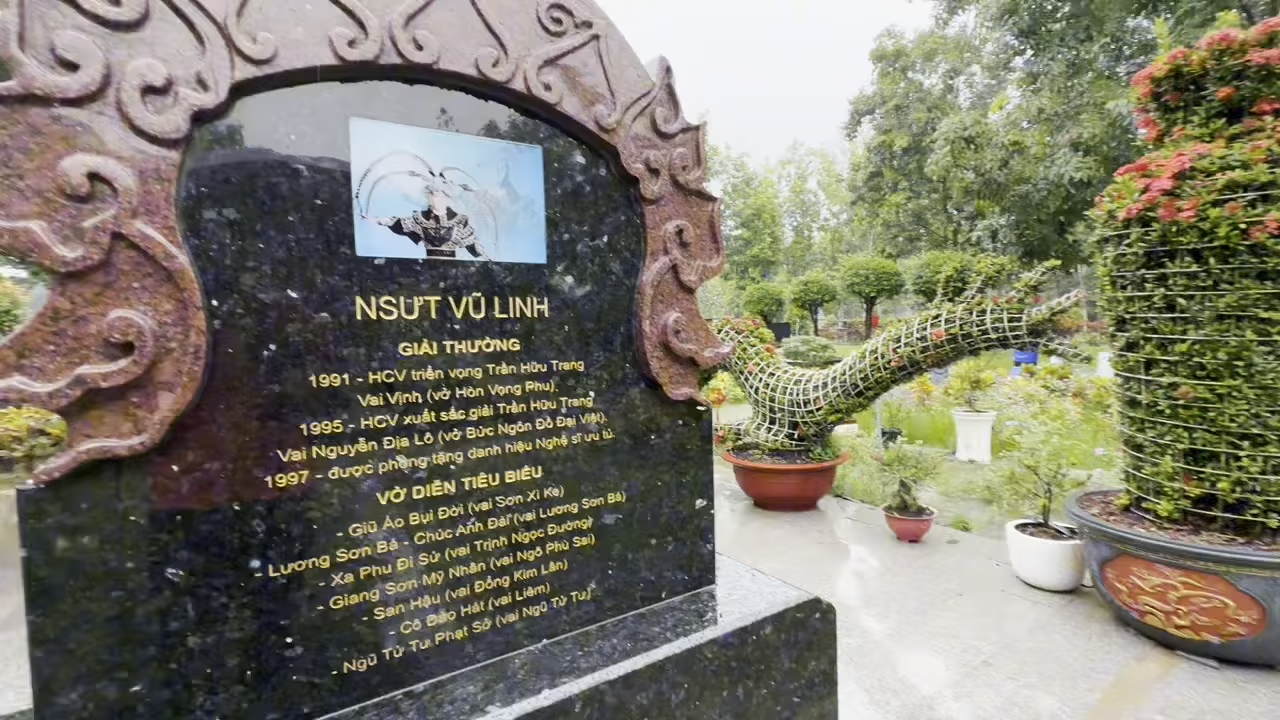 NSƯT VŨ LINH
GIẢI THƯỞNG
1991 - HCV triển vọng Trần Hữu Trang
Vai Vịnh (vở Hòn Vọng Phu).
1995 - HCV xuất sắc giải Trần Hữu Trang
Vai Nguyễn Địa Lô (vở Bức Ngôn Đồ Đại Việt).
1997 - được phong tặng danh hiệu Nghệ sĩ ưu tú.
VỞ DIỄN TIÊU BIỂU
- Giũ Áo Bụi Đời (vai Sơn Xi Ke)
- Lương Sơn Bá - Chúc Anh Đài (vai Lương Sơn Bá)
- Xa Phu Đi Sứ (vai Trịnh Ngọc Đường)
- Giang Sơn Mỹ Nhân (vai Ngô Phù Sai)
- San Hậu (vai Đổng Kim Lân)
- Cô Đào Hát (vai Liêm)
- Ngũ Tử Tư Phạt Sở (vai Ngũ Tử Tư)